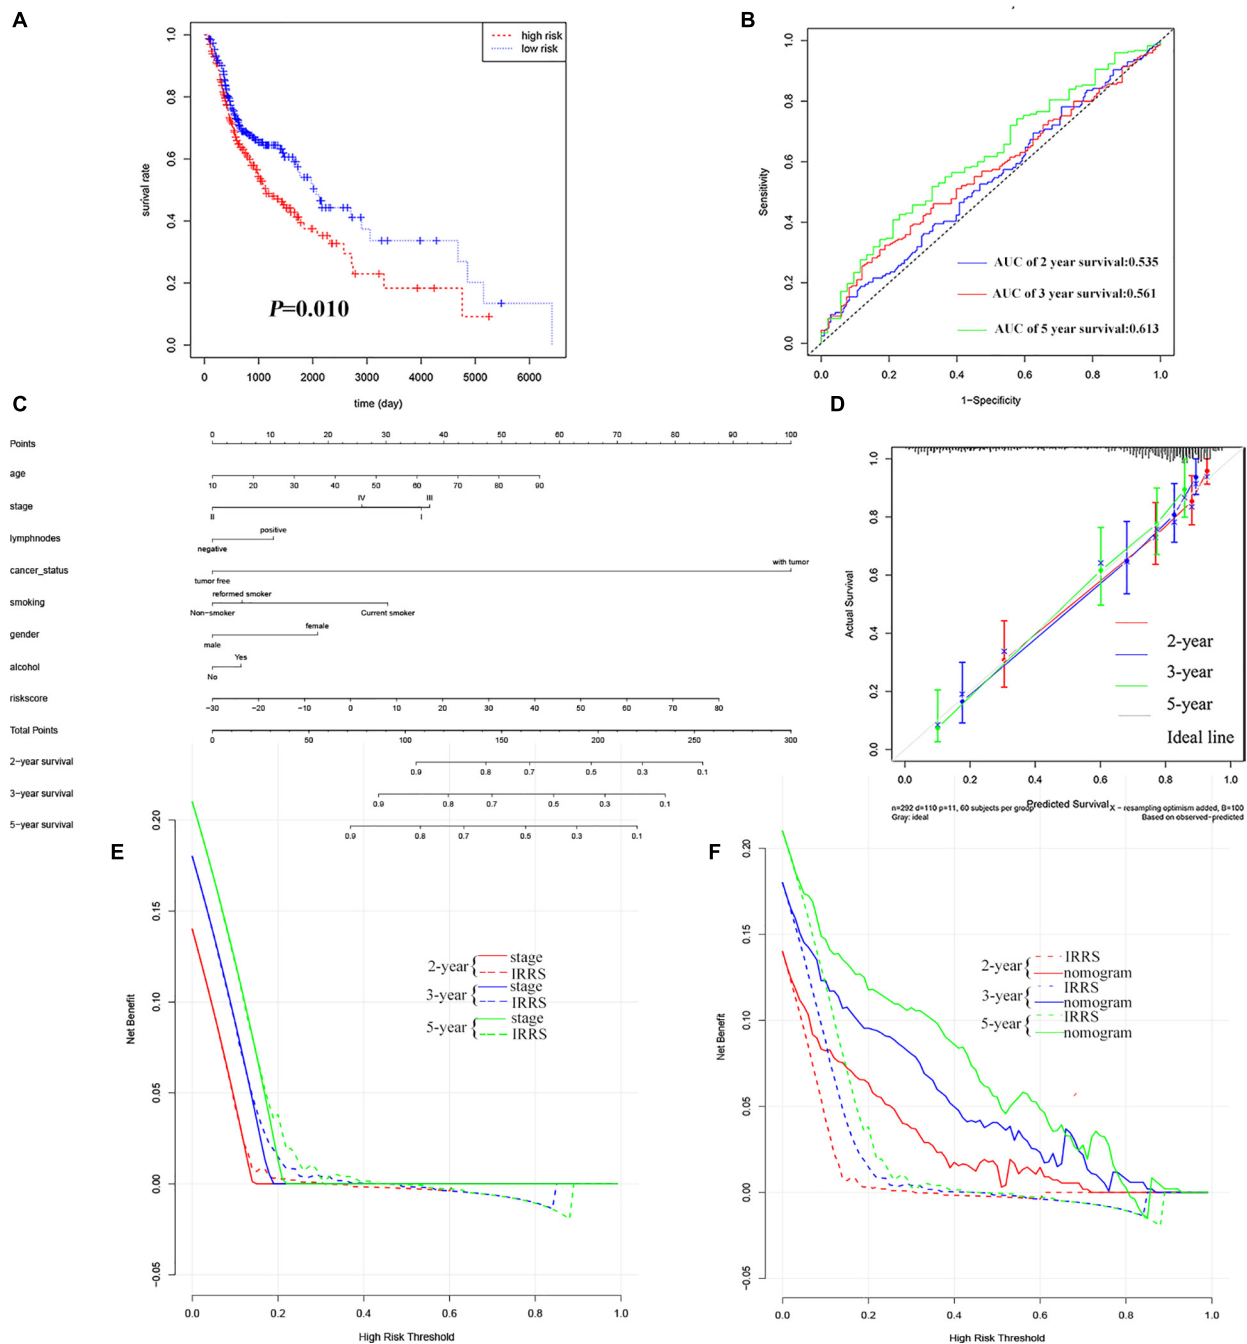 A
high risk
low risk
1.0
0.8
0.6
0.4
0.2
0.0
surival rate
P=0.010
0 1000 2000 3000 4000 5000 6000
time (day)
B
1.0
0.8
0.6
0.4
0.2
0.0
Sensitivity
AUC of 2 year survival:0.535
AUC of 3 year survival:0.561
AUC of 5 year survival:0.613
0.0 0.2 0.4 0.6 0.8 1.0
1-Specificity
C
0 10 20 30 40 50 60 70 80 90 100
Points
age
10 15 20 25 30 35 40 45 50 55 60 65 70 75 80 85 90
IV III
stage
II I
positive
lymphnodes
negative
with tumor
cancer_status
tumor free
reformed smoker
smoking
Non-smoker Current smoker
female
gender
male
Yes
alcohol
No
riskscore
-30 -20 -10 0 10 20 30 40 50 60 70 80
Total Points
0 50 100 150 200 250 300
2-year survival
0.9 0.8 0.7 0.5 0.3 0.1
3-year survival
0.9 0.8 0.7 0.5 0.3 0.1
5-year survival
0.9 0.8 0.7 0.5 0.3 0.1
D
1.0
0.8
0.6
0.4
0.2
0.0
Actual Survival
2-year
3-year
5-year
Ideal line
0.0 0.2 0.4 0.6 0.8 1.0
Predicted Survival
n=292 d=110 p=11, 60 subjects per group
Gray: ideal
X - resampling optimism added, B=100
Based on observed-predicted
E
0.20
0.15
0.10
0.05
0.00
-0.05
Net Benefit
2-year { stage
IRRS
3-year { stage
IRRS
5-year { stage
IRRS
0.0 0.2 0.4 0.6 0.8 1.0
High Risk Threshold
F
0.20
0.15
0.10
0.05
0.00
-0.05
Net Benefit
2-year { IRRS
nomogram
3-year { IRRS
nomogram
5-year { IRRS
nomogram
0.0 0.2 0.4 0.6 0.8 1.0
High Risk Threshold